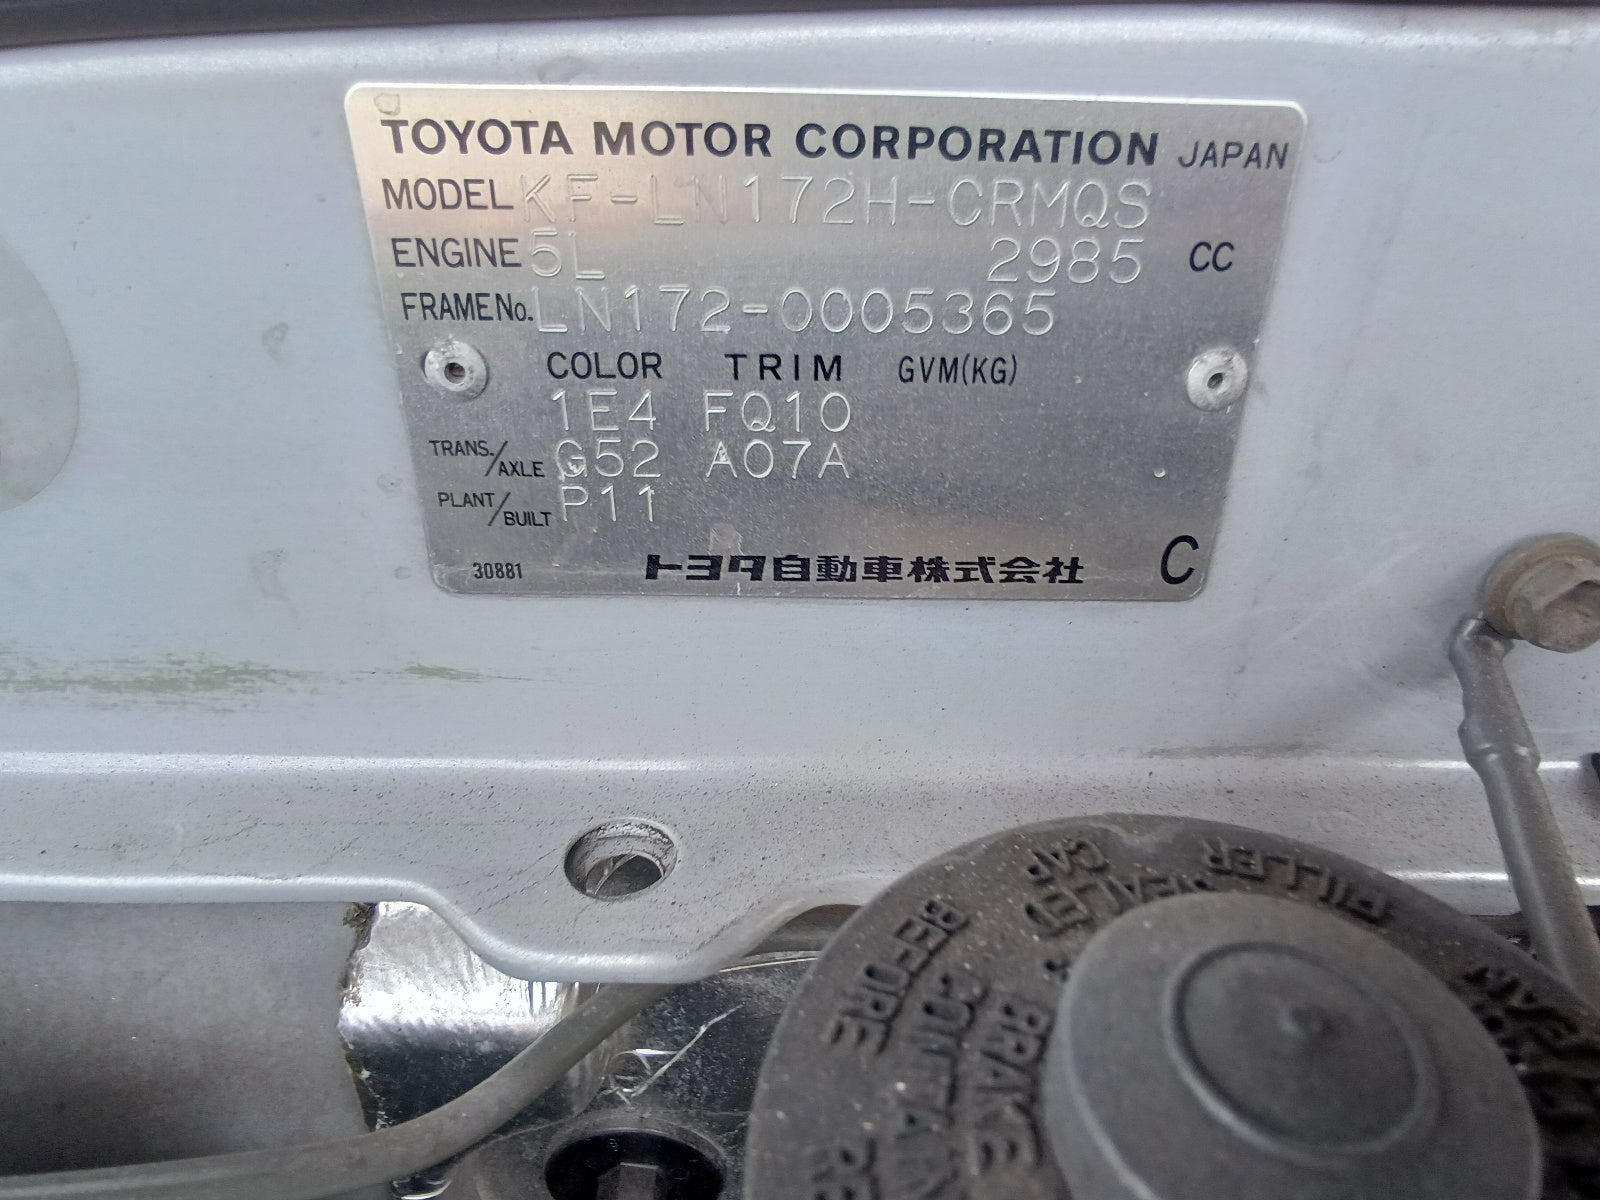 TOYOTA MOTOR CORPORATION JAPAN
MODEL KF-LN172H-CRMQS
ENGINE 5L 2985 CC
FRAME No. LN172-0005365
COLOR TRIM GVM(KG)
1E4 FQ10
TRANS./AXLE G52 A07A
PLANT/BUILT P11
30881 トヨタ自動車株式会社 C
FILLER
CAP
BEFORE
BRAKE